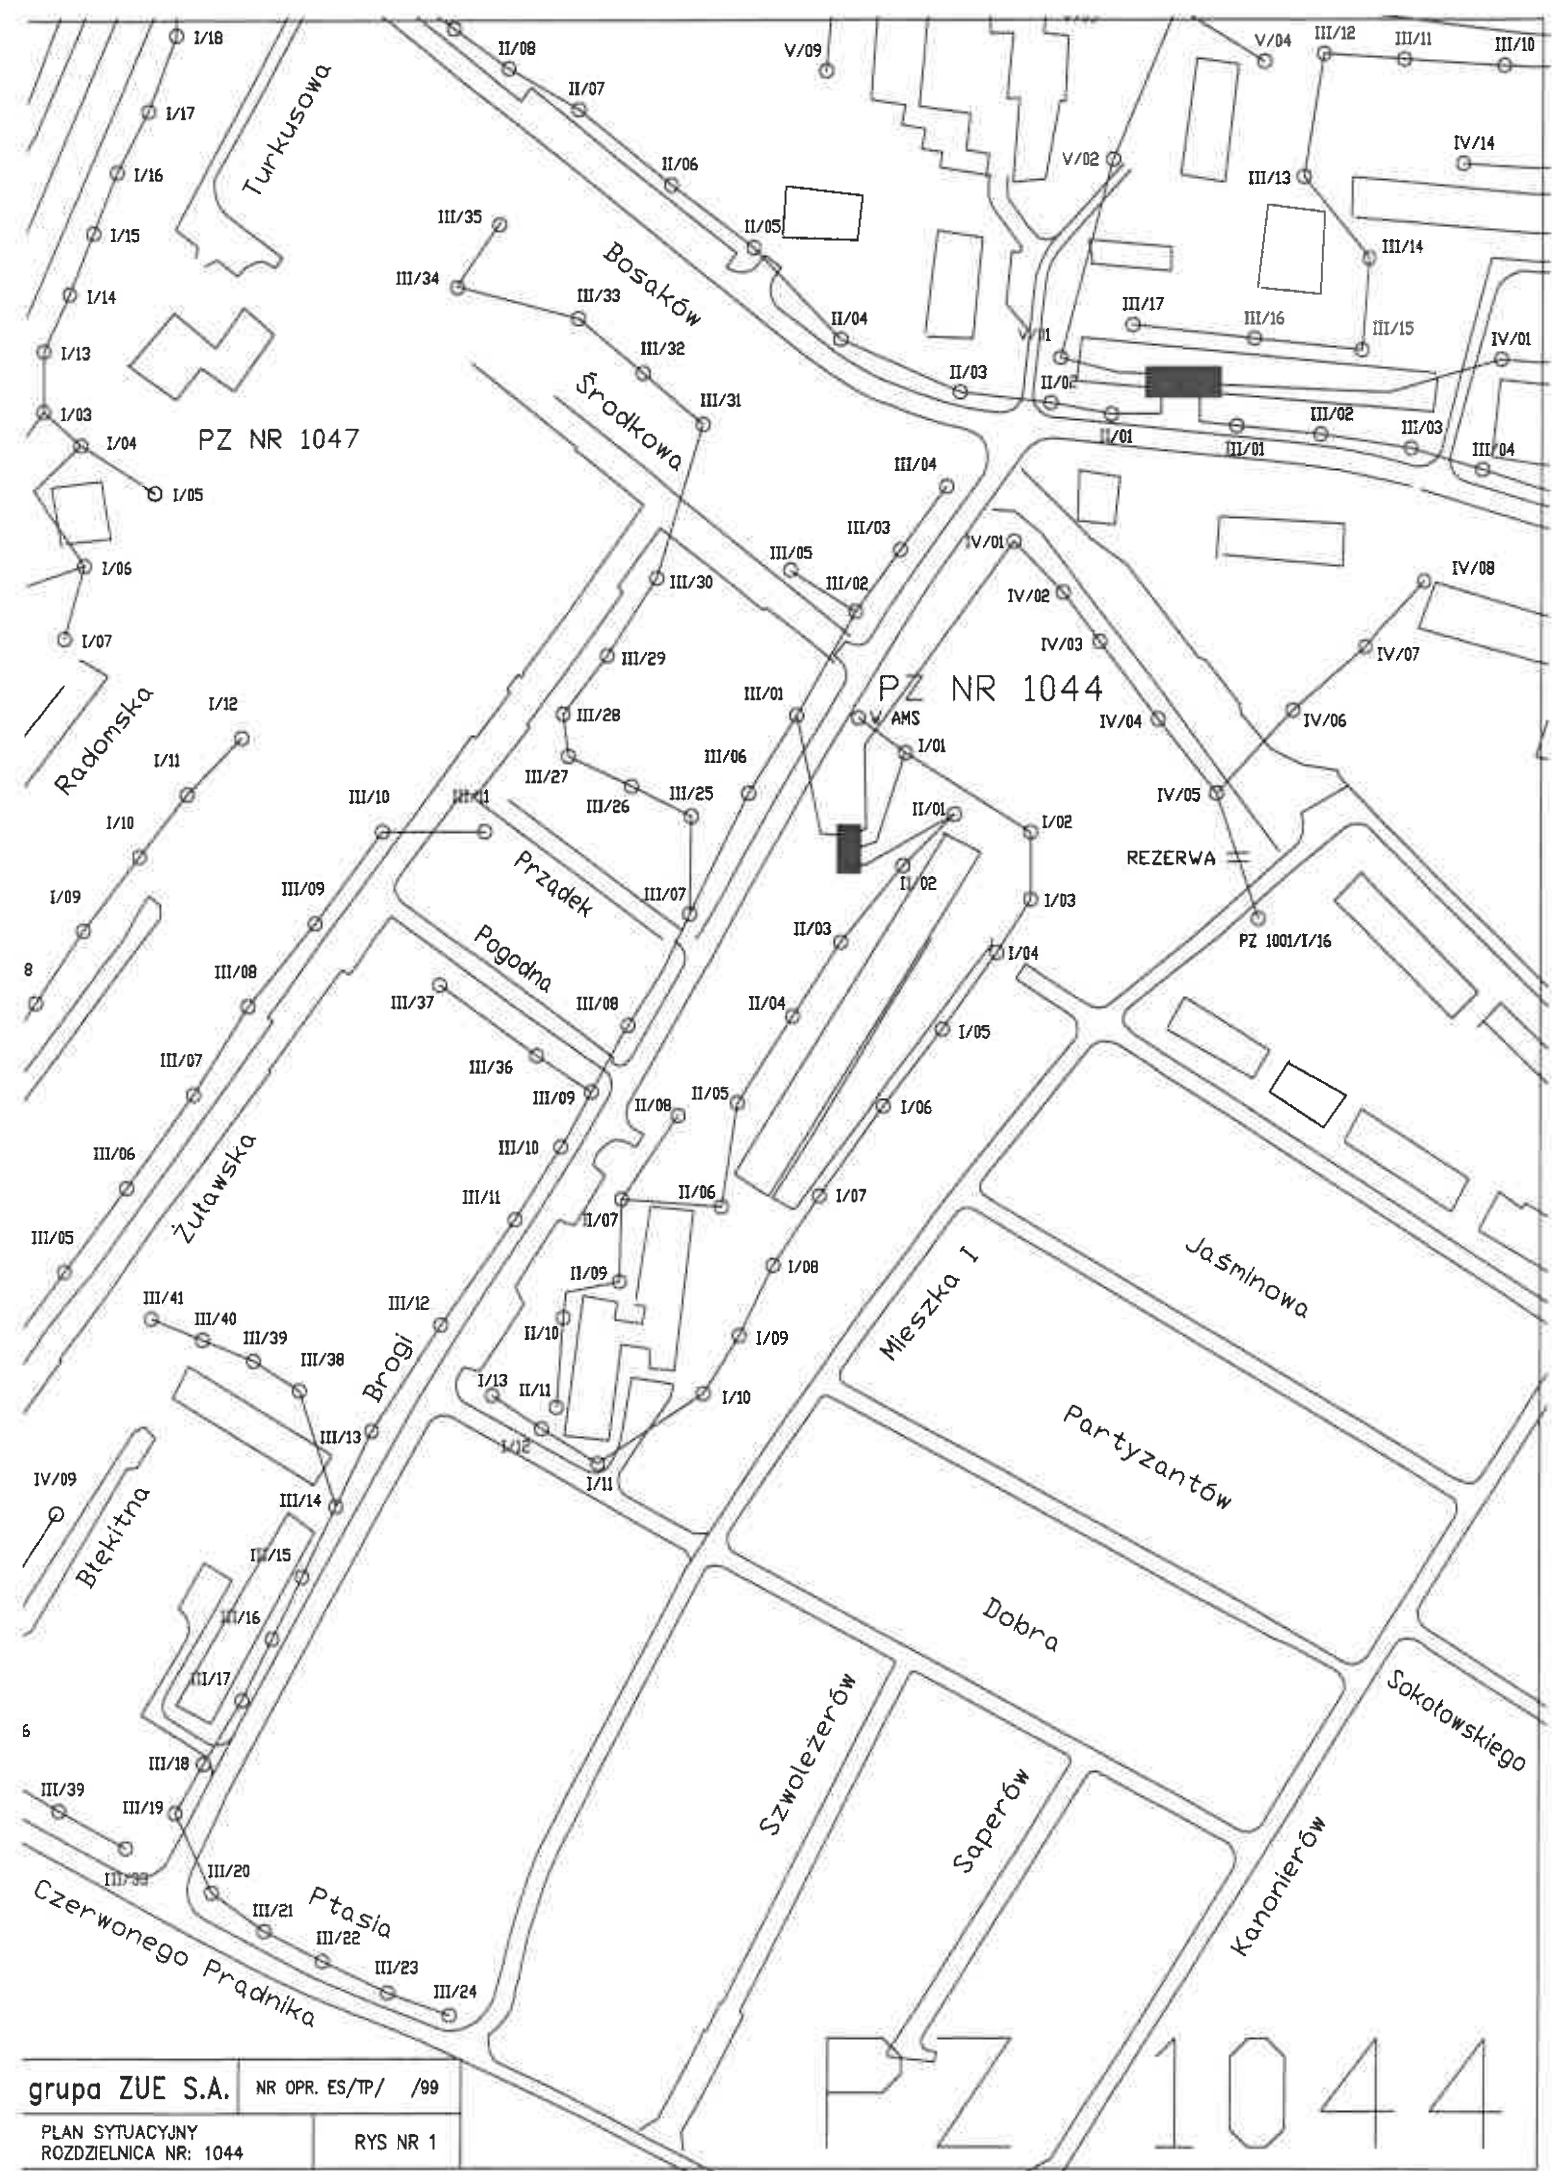 I/18
II/08
V/09
V/04
III/12
III/11
III/10
II/07
I/17
Turkusowa
I/16
II/06
V/02
III/13
IV/14
I/15
III/35
II/05
Bosaków
III/14
III/34
I/14
III/33
III/17
III/16
III/15
II/04
IV/01
I/13
III/32
II/03
II/02
Środkowa
I/03
III/31
II/01
III/01
III/02
III/03
III/04
I/04
PZ NR 1047
I/05
III/04
III/03
IV/01
I/06
III/05
III/02
III/30
IV/02
IV/08
I/07
III/29
IV/03
IV/07
PZ NR 1044
Radomska
I/12
III/28
III/01
W AMS
IV/04
IV/06
I/11
III/27
III/06
I/01
III/26
III/25
IV/05
III/10
III/11
II/01
I/02
I/10
REZERWA
Prządek
II/02
I/09
III/09
III/07
I/03
II/03
PZ 1001/I/16
Pogodna
I/04
8
III/08
III/37
III/08
II/04
I/05
III/07
III/36
III/09
II/08
II/05
I/06
III/06
Żuławska
III/10
III/11
II/07
II/06
I/07
III/05
Jaśminowa
II/09
I/08
Mieszka I
III/41
III/40
III/39
III/38
III/12
II/10
I/09
Brogi
I/13
II/11
I/10
Partyzantów
III/13
I/12
I/11
IV/09
III/14
Błękitna
III/15
III/16
Dobra
III/17
Szwoleżerów
Sokołowskiego
6
III/18
III/39
III/19
Saperów
Kanonierów
III/20
Ptasia
III/21
III/22
III/23
III/24
Czerwonego Prądnika
PZ 1044
grupa ZUE S.A.
NR OPR. ES/TP/ /99
PLAN SYTUACYJNY
ROZDZIELNICA NR: 1044
RYS NR 1